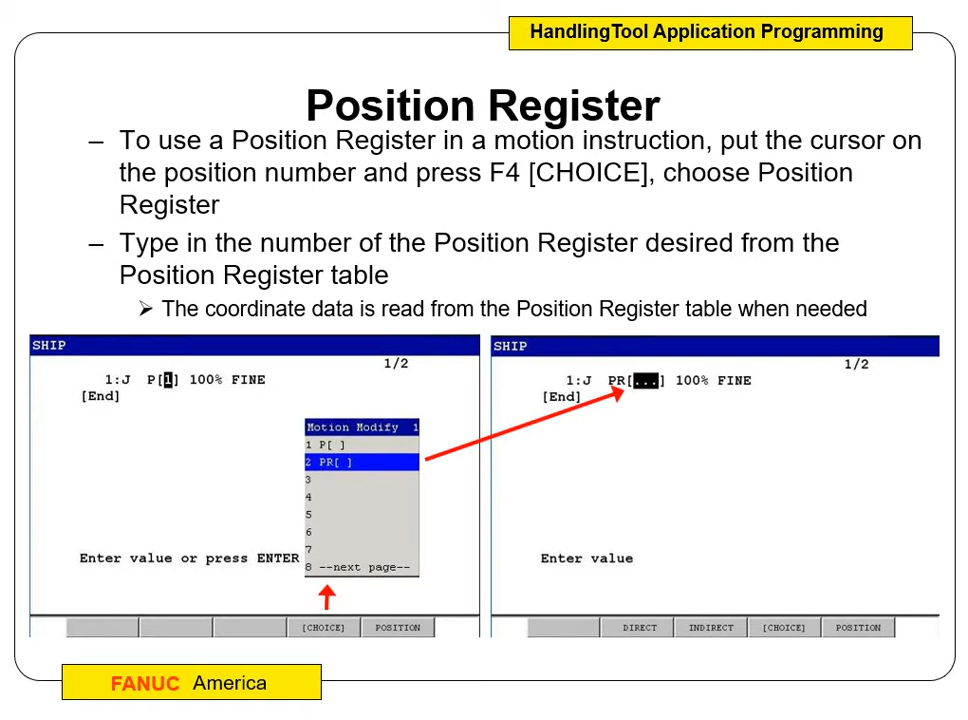 HandlingTool Application Programming
Position Register
– To use a Position Register in a motion instruction, put the cursor on
the position number and press F4 [CHOICE], choose Position
Register
– Type in the number of the Position Register desired from the
Position Register table
➢ The coordinate data is read from the Position Register table when needed
SHIP
1/2
1:J P[1] 100% FINE
[End]
Motion Modify 1
1 P[ ]
2 PR[ ]
3
4
5
6
7
8 --next page--
Enter value or press ENTER
[CHOICE] POSITION
SHIP
1/2
1:J PR[...] 100% FINE
[End]
Enter value
DIRECT INDIRECT [CHOICE] POSITION
FANUC America